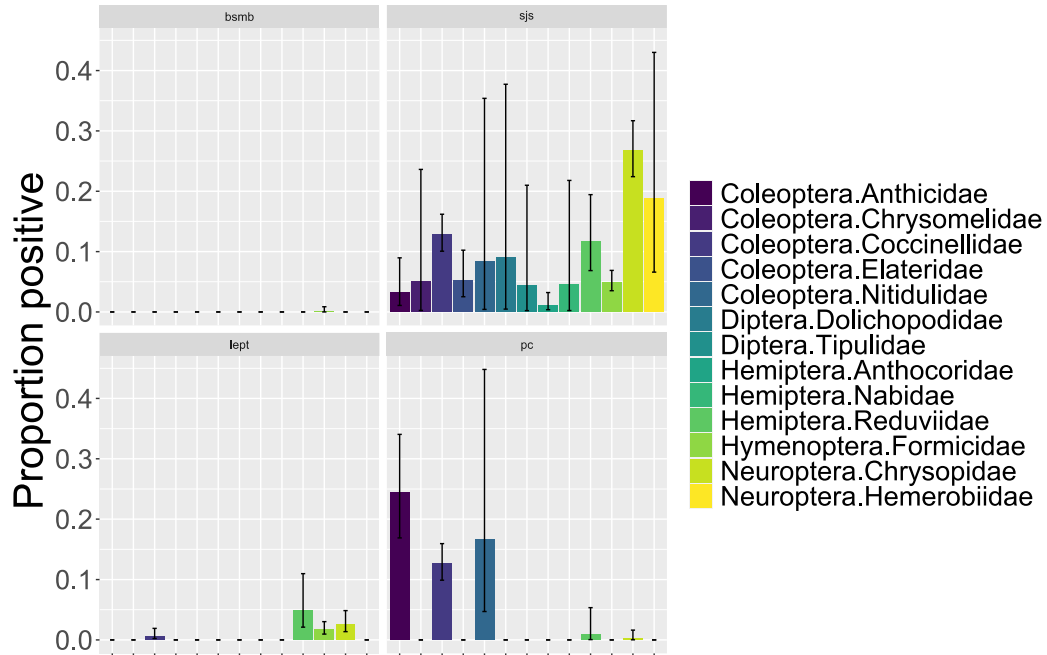 bsmb
sjs
0.4
0.3
0.2
0.1
0.0
lept
pc
0.4
0.3
0.2
0.1
0.0
Proportion positive
Coleoptera.Anthicidae
Coleoptera.Chrysomelidae
Coleoptera.Coccinellidae
Coleoptera.Elateridae
Coleoptera.Nitidulidae
Diptera.Dolichopodidae
Diptera.Tipulidae
Hemiptera.Anthocoridae
Hemiptera.Nabidae
Hemiptera.Reduviidae
Hymenoptera.Formicidae
Neuroptera.Chrysopidae
Neuroptera.Hemerobiidae